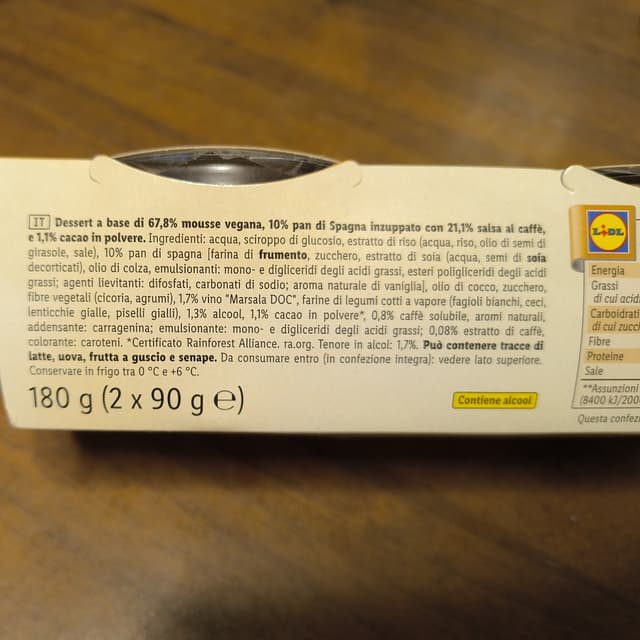 IT Dessert a base di 67,8% mousse vegana, 10% pan di Spagna inzuppato con 21,1% salsa al caffè,
e 1,1% cacao in polvere. Ingredienti: acqua, sciroppo di glucosio, estratto di riso (acqua, riso, olio di semi di
girasole, sale), 10% pan di spagna [farina di frumento, zucchero, estratto di soia (acqua, semi di soia
decorticati), olio di colza, emulsionanti: mono- e digliceridi degli acidi grassi, esteri poligliceridi degli acidi
grassi; agenti lievitanti: difosfati, carbonati di sodio; aroma naturale di vaniglia], olio di cocco, zucchero,
fibre vegetali (cicoria, agrumi), 1,7% vino "Marsala DOC", farine di legumi cotti a vapore (fagioli bianchi, ceci,
lenticchie gialle, piselli gialli), 1,3% alcool, 1,1% cacao in polvere*, 0,8% caffè solubile, aromi naturali,
addensante: carragenina; emulsionante: mono- e digliceridi degli acidi grassi; 0,08% estratto di caffè,
colorante: caroteni. *Certificato Rainforest Alliance. ra.org. Tenore in alcol: 1,7%. Può contenere tracce di
latte, uova, frutta a guscio e senape. Da consumare entro (in confezione integra): vedere lato superiore.
Conservare in frigo tra 0 °C e +6 °C.
180 g (2 x 90 g ℮)
Contiene alcool
LIDL
Energia
Grassi
di cui acidi
Carboidrati
di cui zucc
Fibre
Proteine
Sale
**Assunzioni
(8400 kJ/200
Questa confez